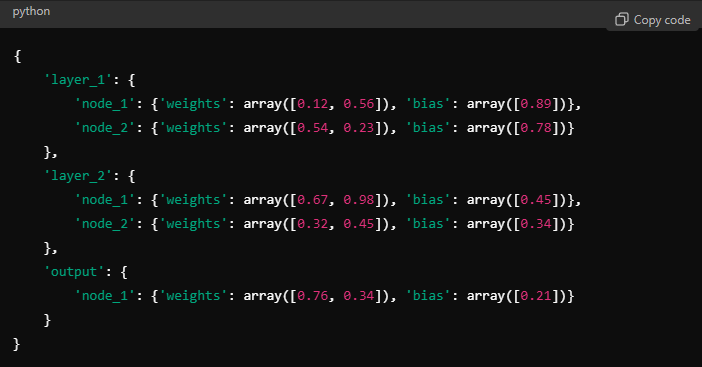 python
Copy code
{
    'layer_1': {
        'node_1': {'weights': array([0.12, 0.56]), 'bias': array([0.89])},
        'node_2': {'weights': array([0.54, 0.23]), 'bias': array([0.78])}
    },
    'layer_2': {
        'node_1': {'weights': array([0.67, 0.98]), 'bias': array([0.45])},
        'node_2': {'weights': array([0.32, 0.45]), 'bias': array([0.34])}
    },
    'output': {
        'node_1': {'weights': array([0.76, 0.34]), 'bias': array([0.21])}
    }
}